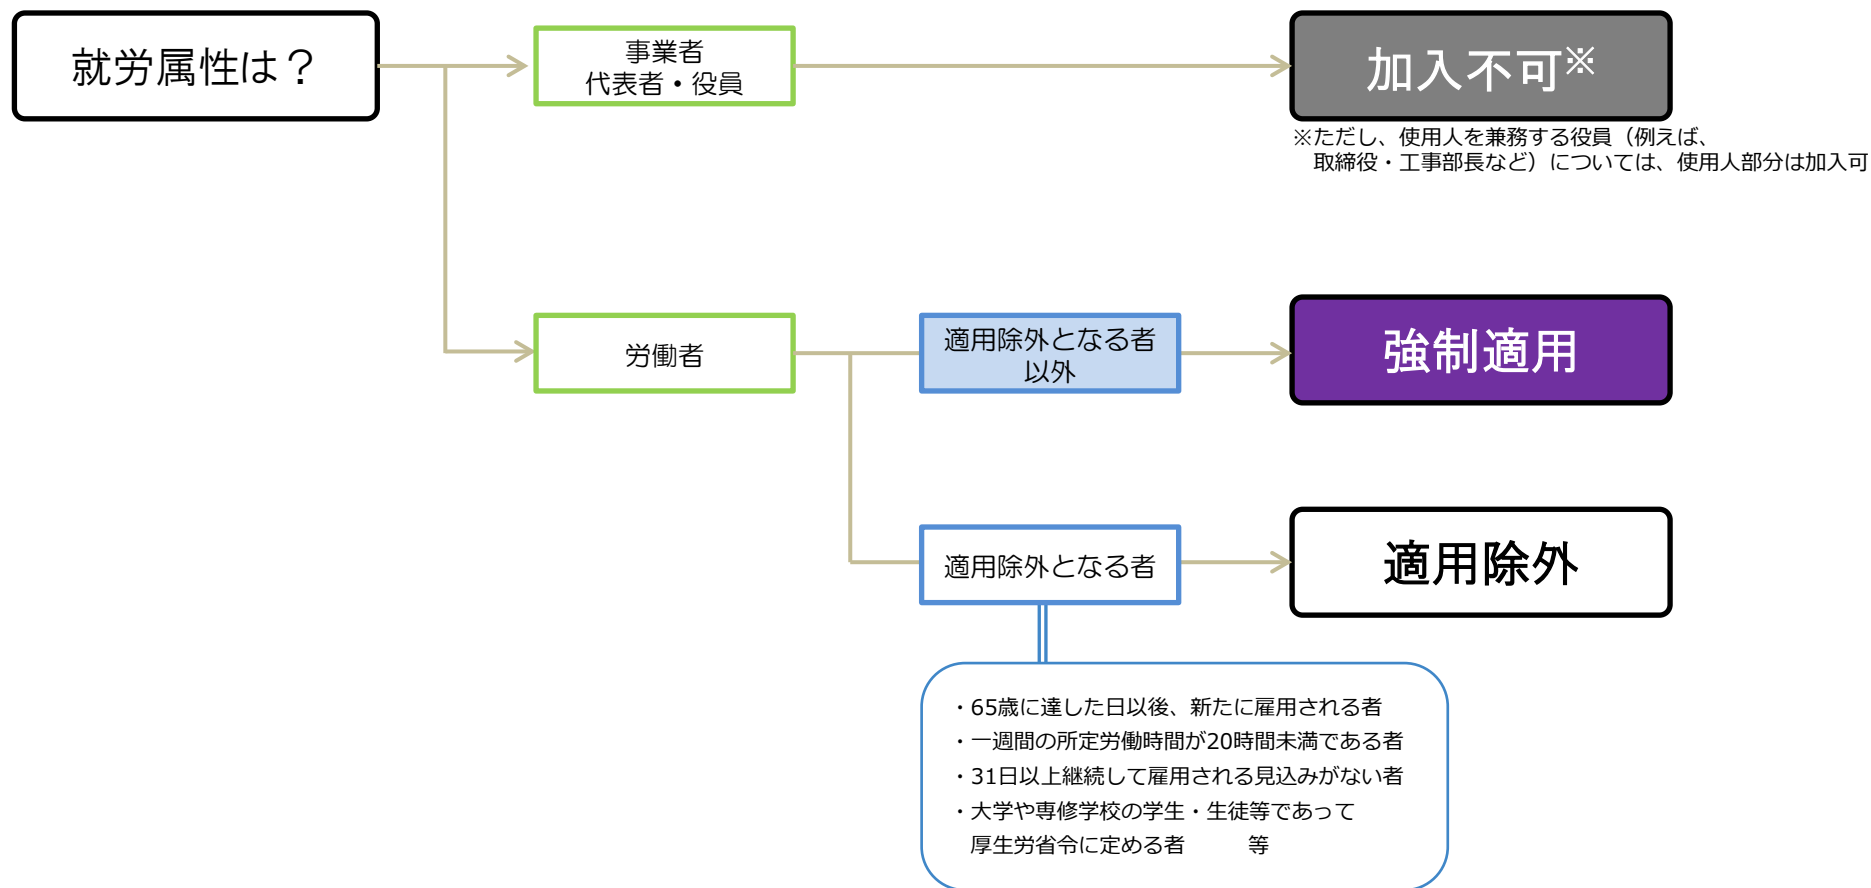 就労属性は？
事業者
代表者・役員
加入不可※
※ただし、使用人を兼務する役員（例えば、
取締役・工事部長など）については、使用人部分は加入可
労働者
適用除外となる者
以外
強制適用
適用除外となる者
適用除外
・65歳に達した日以後、新たに雇用される者
・一週間の所定労働時間が20時間未満である者
・31日以上継続して雇用される見込みがない者
・大学や専修学校の学生・生徒等であって
厚生労省令に定める者　　　等